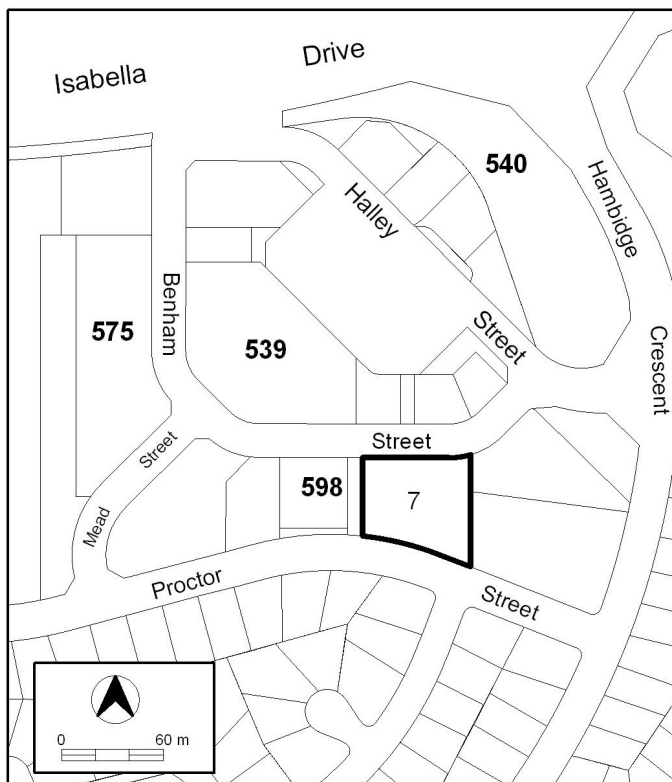 Isabella
Drive
540
Hambidge
Halley
Benham
575
539
Street
Crescent
Street
Street
598
7
Mead
Proctor
Street
0 60 m